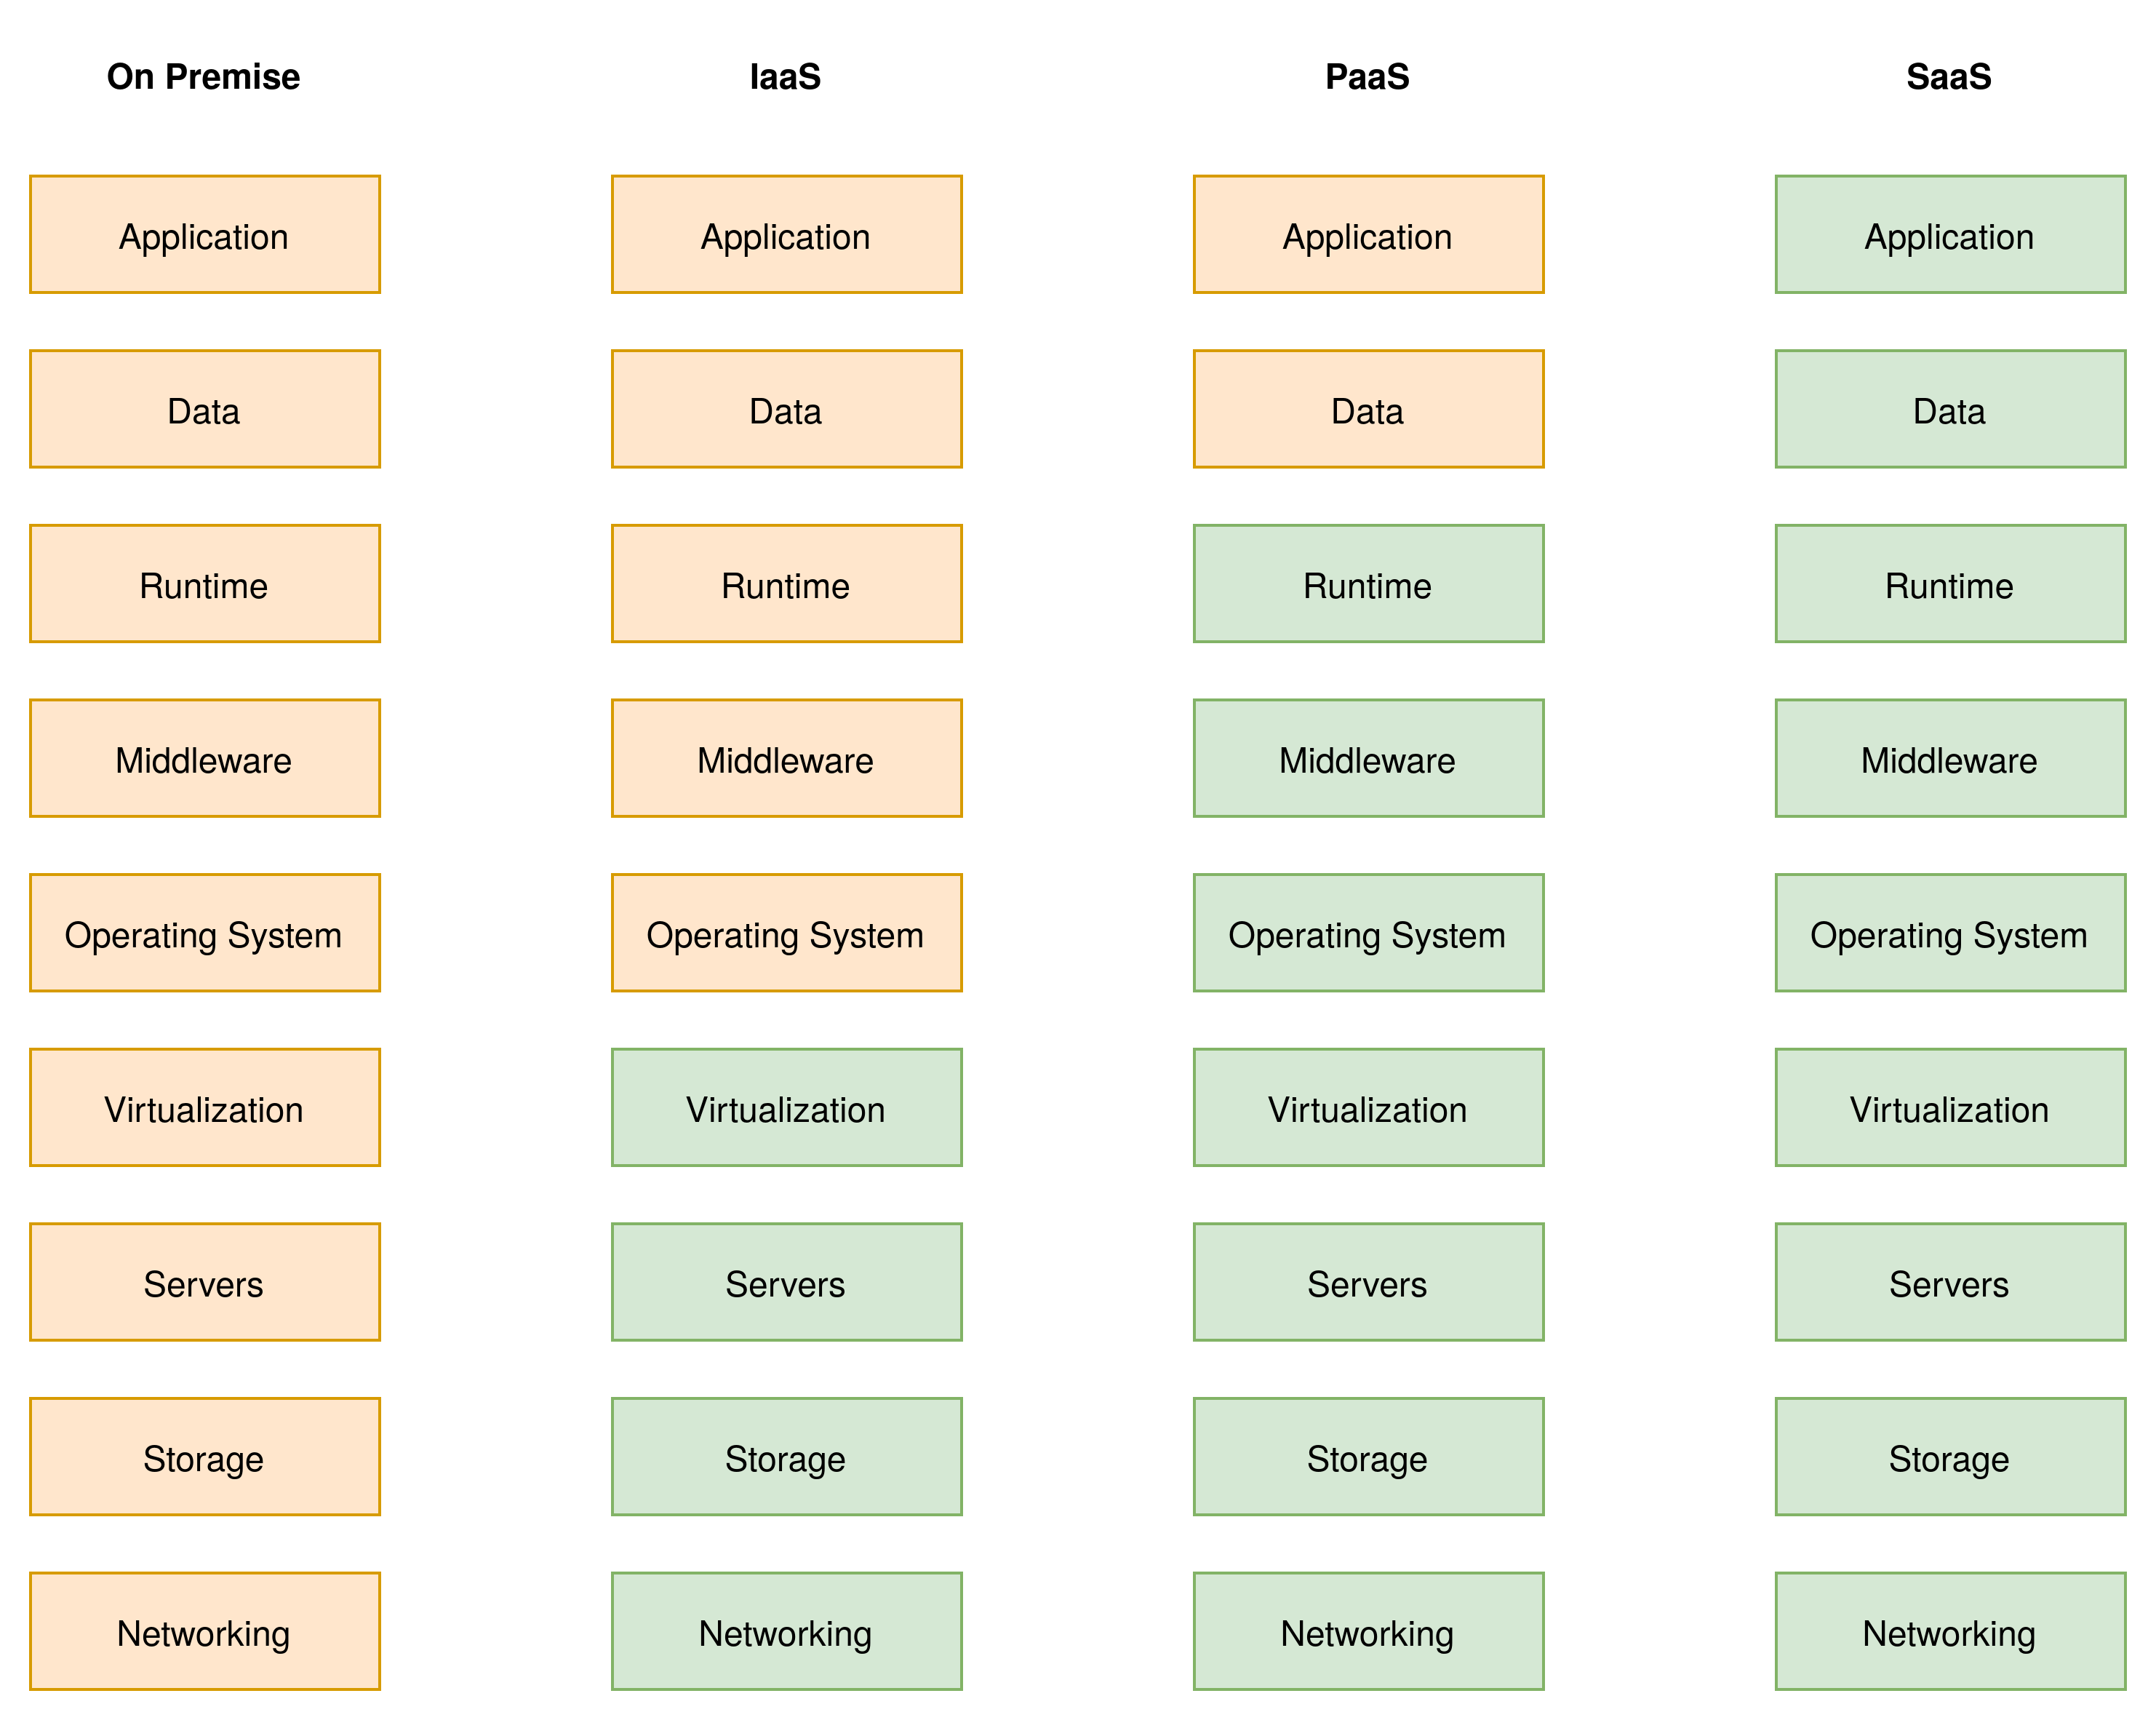 On Premise IaaS PaaS SaaS
Application Application Application Application
Data Data Data Data
Runtime Runtime Runtime Runtime
Middleware Middleware Middleware Middleware
Operating System Operating System Operating System Operating System
Virtualization Virtualization Virtualization Virtualization
Servers Servers Servers Servers
Storage Storage Storage Storage
Networking Networking Networking Networking